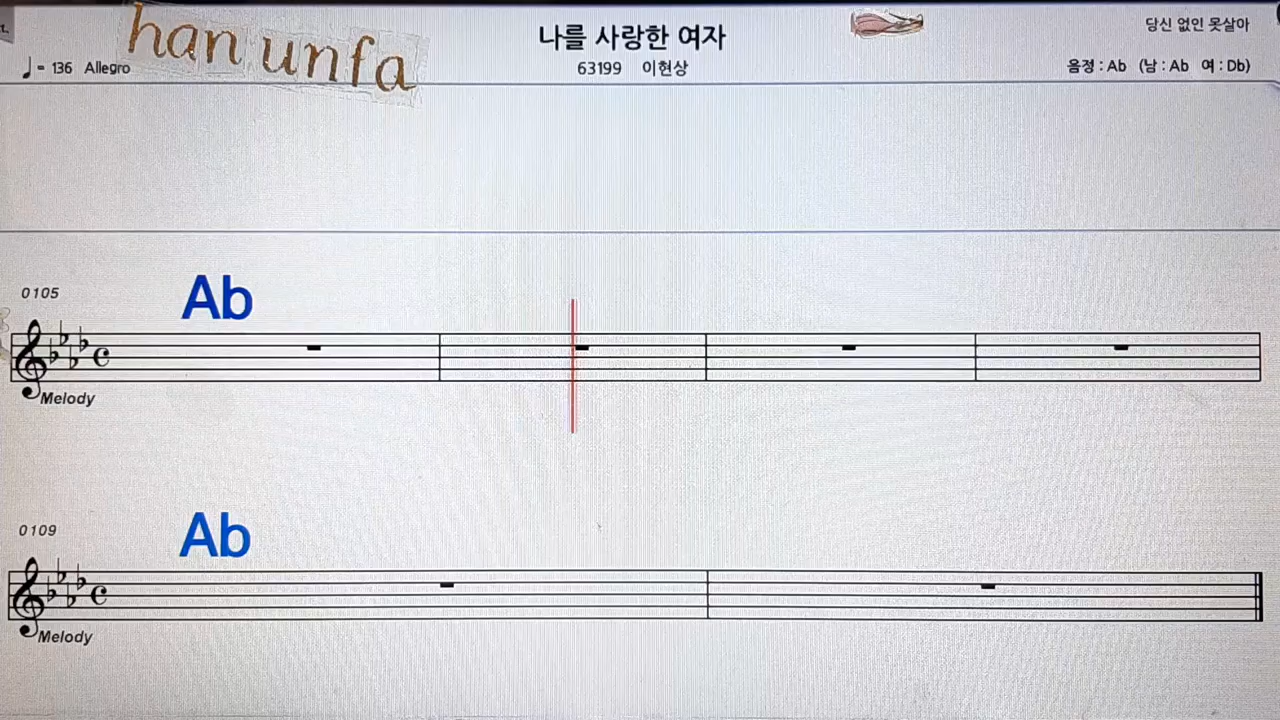 han unfa
나를 사랑한 여자
당신 없인 못살아
♩= 136 Allegro
63199 이현상
음정 : Ab (남 : Ab 여 : Db)
0105
Ab
Melody
0109
Ab
Melody